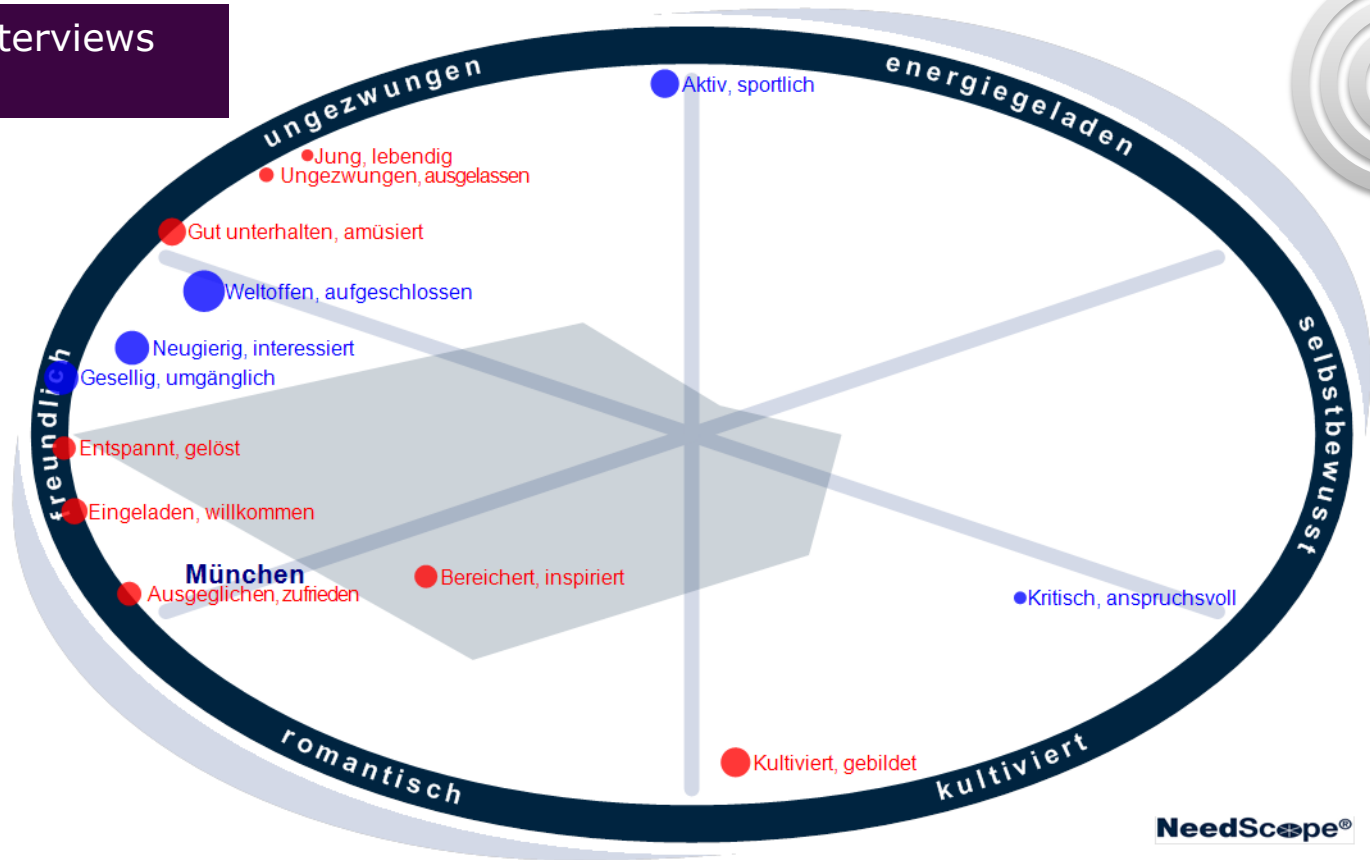 terviews
ungezwungen
energiegeladen
Aktiv, sportlich
Jung, lebendig
Ungezwungen, ausgelassen
Gut unterhalten, amüsiert
Weltoffen, aufgeschlossen
Neugierig, interessiert
selbstbewusst
freundlich
Gesellig, umgänglich
Entspannt, gelöst
Eingeladen, willkommen
München
Bereichert, inspiriert
Ausgeglichen, zufrieden
Kritisch, anspruchsvoll
romantisch
Kultiviert, gebildet
kultiviert
NeedScope®